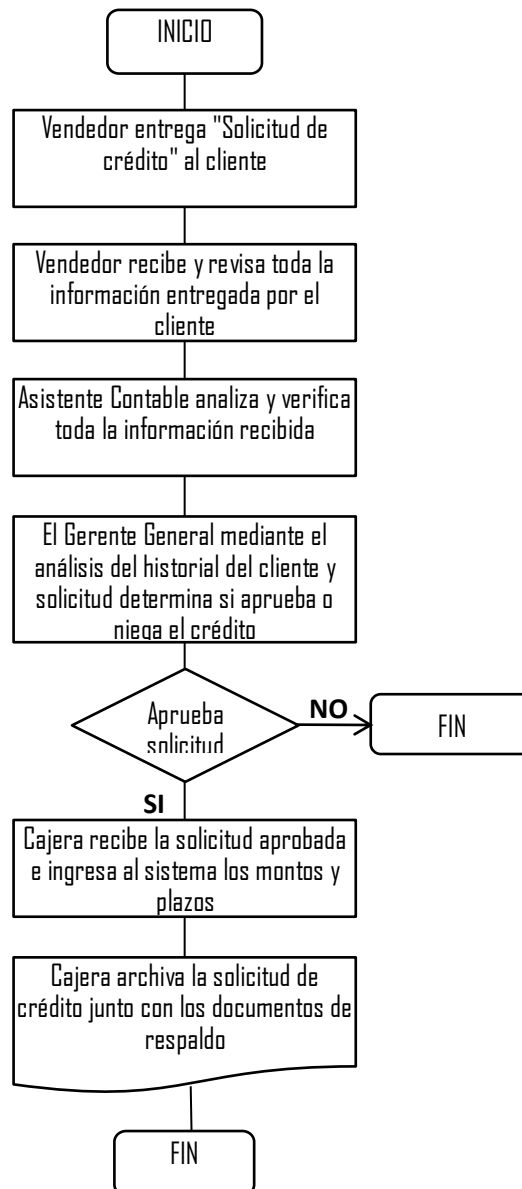 INICIO
Vendedor entrega "Solicitud de
crédito" al cliente
Vendedor recibe y revisa toda la
información entregada por el
cliente
Asistente Contable analiza y verifica
toda la información recibida
El Gerente General mediante el
análisis del historial del cliente y
solicitud determina si aprueba o
niega el crédito
Aprueba
solicitud
NO
FIN
SI
Cajera recibe la solicitud aprobada
e ingresa al sistema los montos y
plazos
Cajera archiva la solicitud de
crédito junto con los documentos de
respaldo
FIN